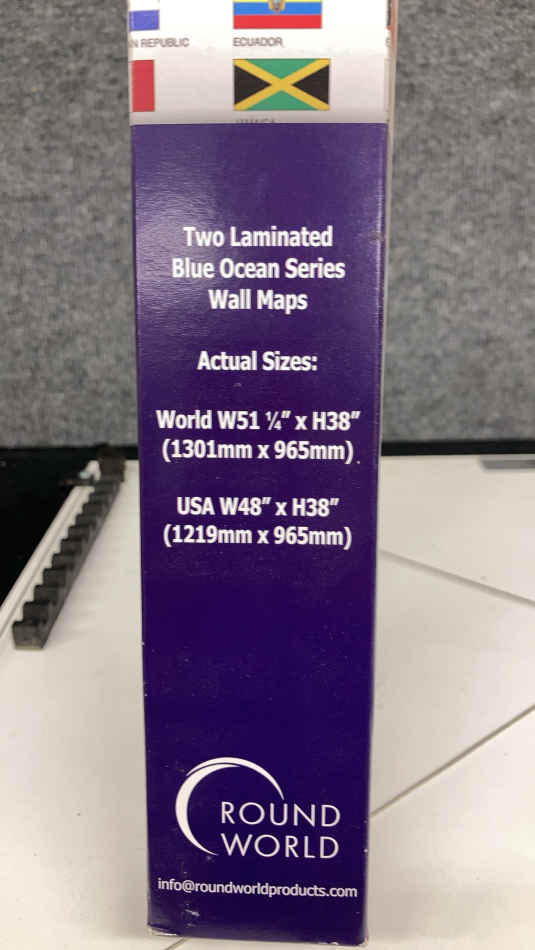 N REPUBLIC
ECUADOR
Two Laminated
Blue Ocean Series
Wall Maps
Actual Sizes:
World W51 ¼” x H38”
(1301mm x 965mm)
USA W48” x H38”
(1219mm x 965mm)
ROUND
WORLD
info@roundworldproducts.com